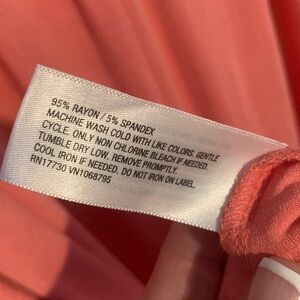 95% RAYON / 5% SPANDEX
MACHINE WASH COLD WITH LIKE COLORS, GENTLE
CYCLE. ONLY NON CHLORINE BLEACH IF NEEDED.
TUMBLE DRY LOW. REMOVE PROMPTLY.
COOL IRON IF NEEDED. DO NOT IRON ON LABEL.
RN17730 VN1068795